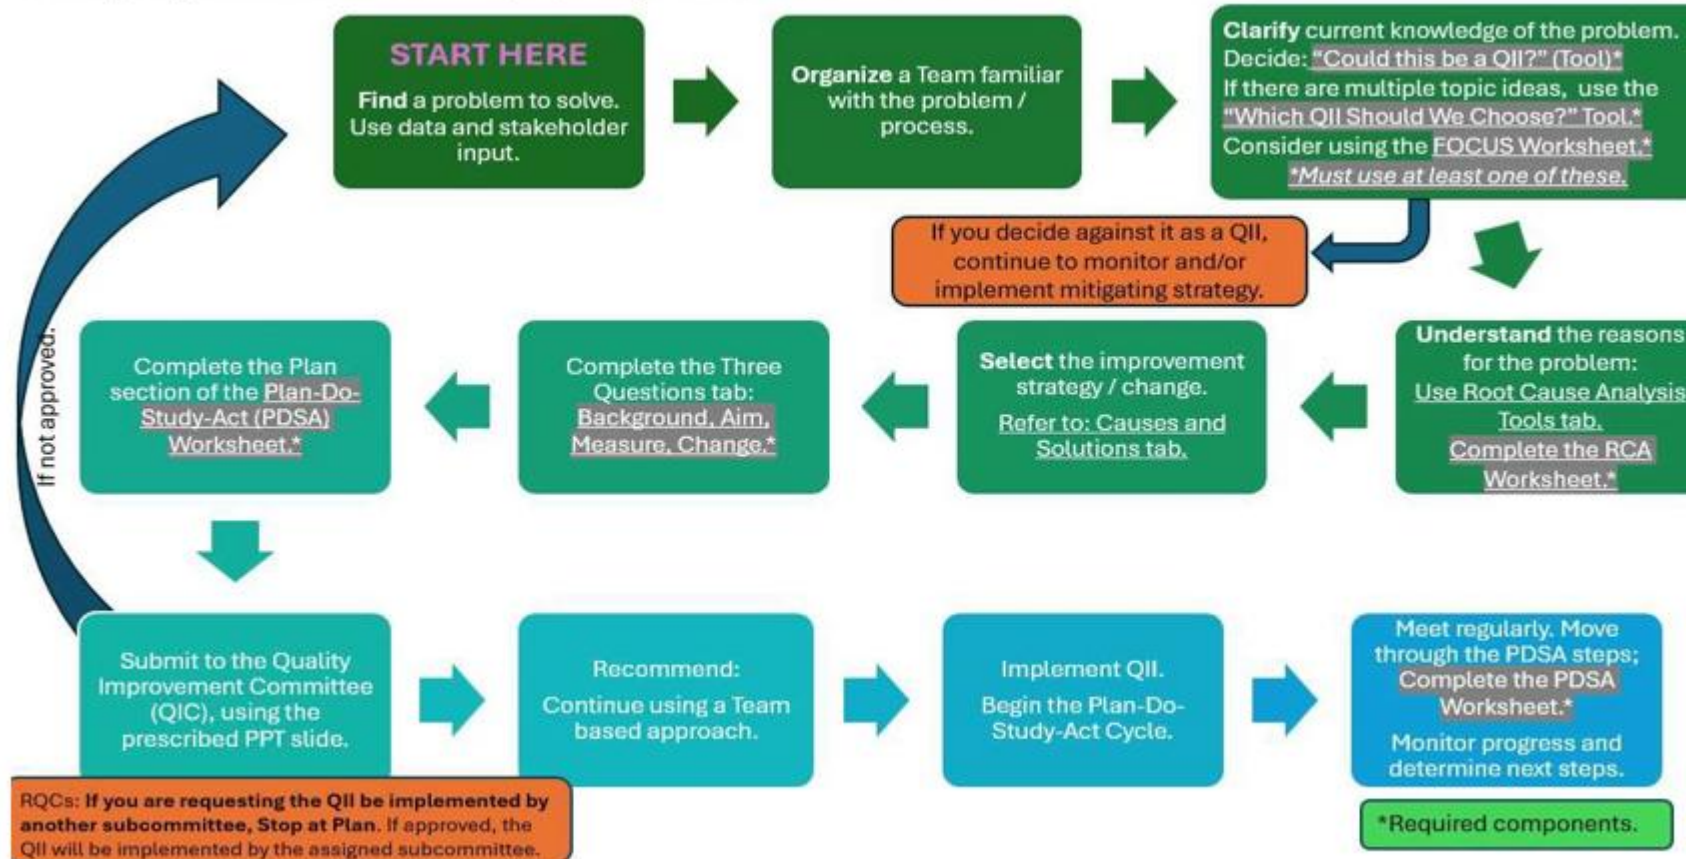 START HERE
Find a problem to solve.
Use data and stakeholder
input.
Organize a Team familiar
with the problem /
process.
Clarify current knowledge of the problem.
Decide: “Could this be a QII?” (Tool)*
If there are multiple topic ideas, use the
“Which QII Should We Choose?” Tool.*
Consider using the FOCUS Worksheet.*
*Must use at least one of these.
If you decide against it as a QII,
continue to monitor and/or
implement mitigating strategy.
Understand the reasons
for the problem:
Use Root Cause Analysis
Tools tab.
Complete the RCA
Worksheet.*
Select the improvement
strategy / change.
Refer to: Causes and
Solutions tab.
Complete the Three
Questions tab:
Background, Aim,
Measure, Change.*
Complete the Plan
section of the Plan-Do-
Study-Act (PDSA)
Worksheet.*
If not approved.
Submit to the Quality
Improvement Committee
(QIC), using the
prescribed PPT slide.
RQCs: If you are requesting the QII be implemented by
another subcommittee, Stop at Plan. If approved, the
QII will be implemented by the assigned subcommittee.
Recommend:
Continue using a Team
based approach.
Implement QII.
Begin the Plan-Do-
Study-Act Cycle.
Meet regularly. Move
through the PDSA steps;
Complete the PDSA
Worksheet.*
Monitor progress and
determine next steps.
*Required components.